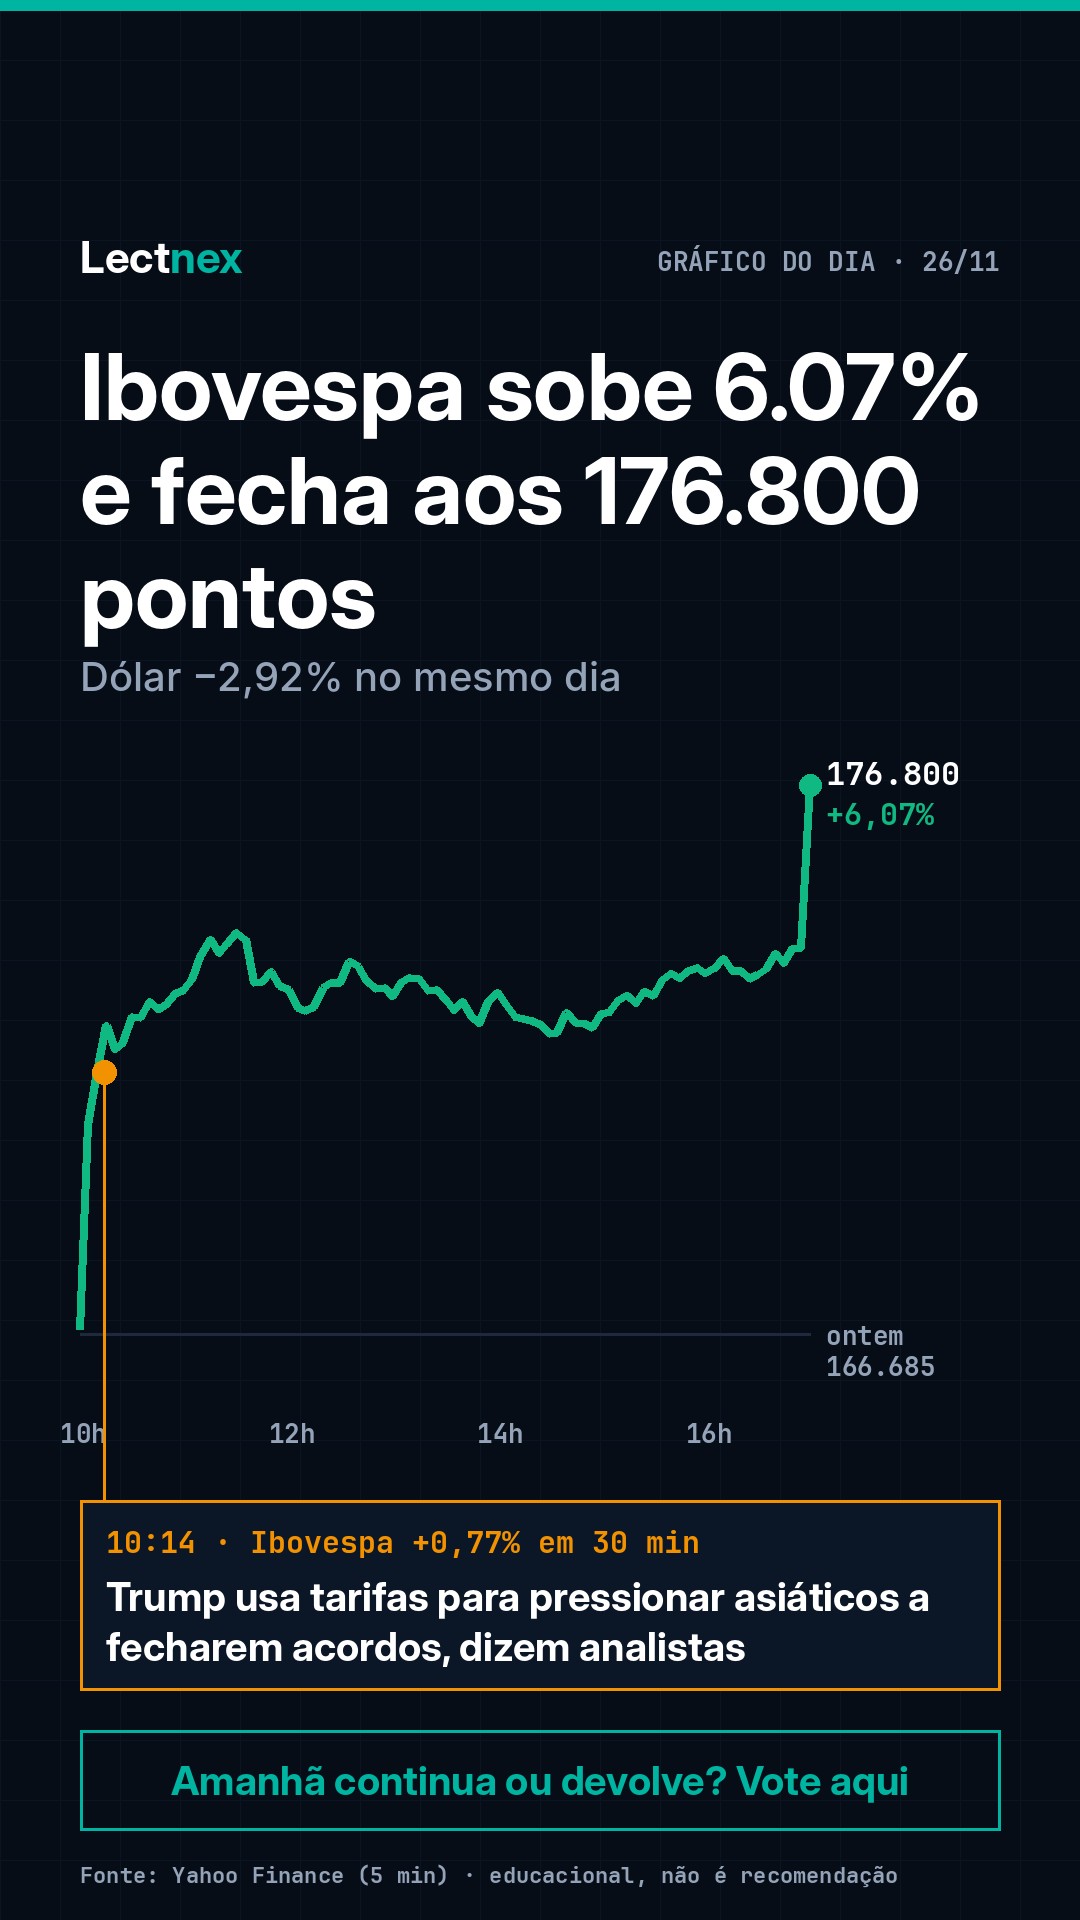 Lectnex
GRÁFICO DO DIA · 26/11
Ibovespa sobe 6.07%
e fecha aos 176.800
pontos
Dólar −2,92% no mesmo dia
176.800
+6,07%
ontem
166.685
10h
12h
14h
16h
10:14 · Ibovespa +0,77% em 30 min
Trump usa tarifas para pressionar asiáticos a
fecharem acordos, dizem analistas
Amanhã continua ou devolve? Vote aqui
Fonte: Yahoo Finance (5 min) · educacional, não é recomendação